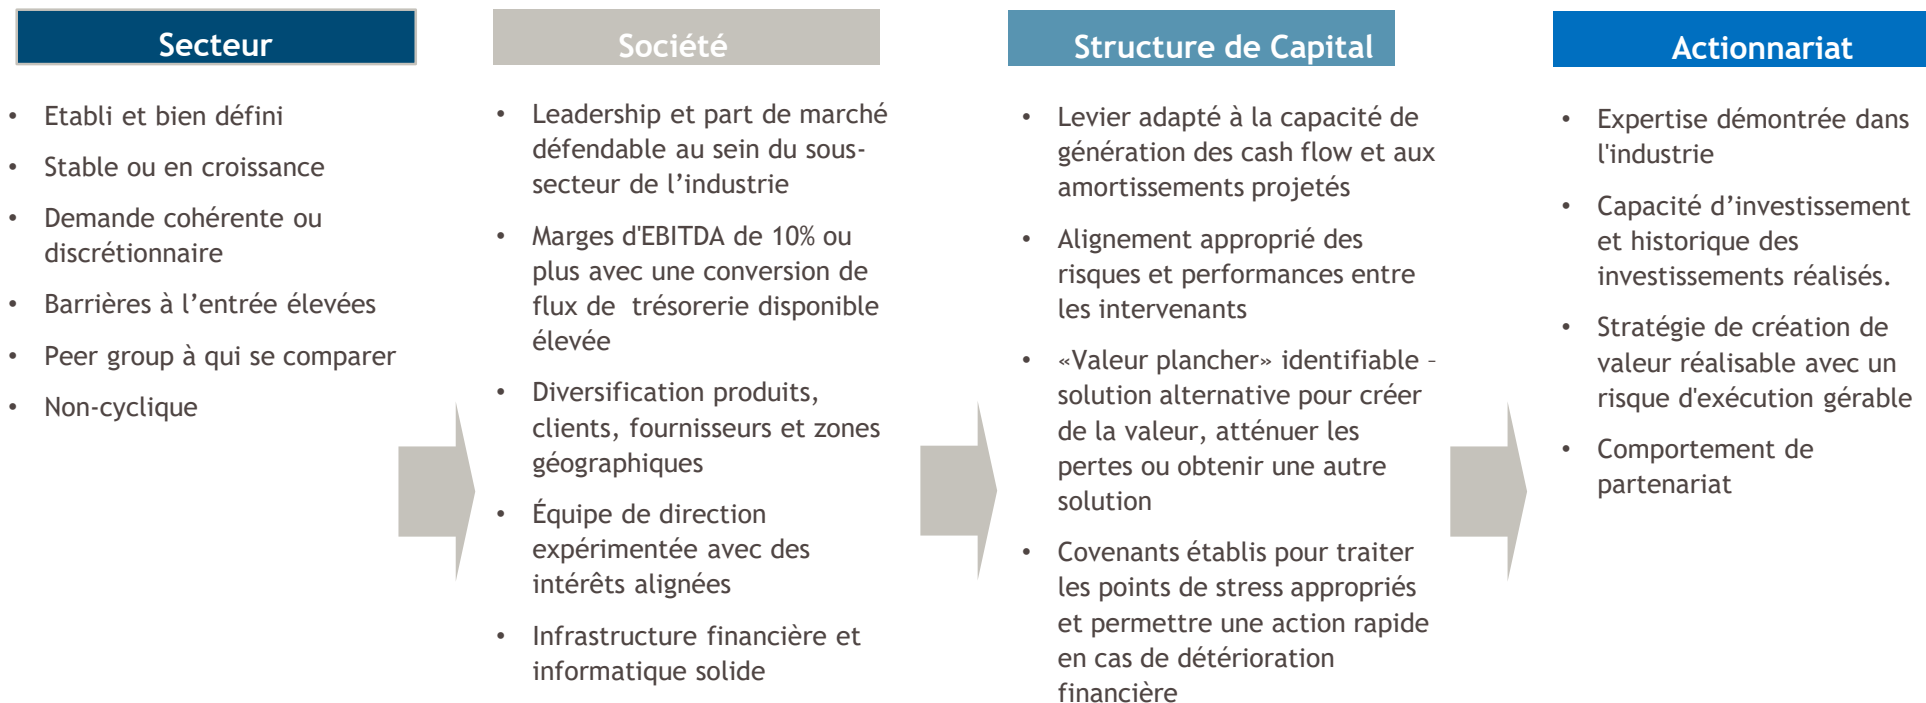 Secteur
• Etabli et bien défini
• Stable ou en croissance
• Demande cohérente ou
discrétionnaire
• Barrières à l’entrée élevées
• Peer group à qui se comparer
• Non-cyclique
Société
• Leadership et part de marché
défendable au sein du sous-
secteur de l’industrie
• Marges d'EBITDA de 10% ou
plus avec une conversion de
flux de  trésorerie disponible
élevée
• Diversification produits,
clients, fournisseurs et zones
géographiques
• Équipe de direction
expérimentée avec des
intérêts alignées
• Infrastructure financière et
informatique solide
Structure de Capital
• Levier adapté à la capacité de
génération des cash flow et aux
amortissements projetés
• Alignement approprié des
risques et performances entre
les intervenants
• «Valeur plancher» identifiable –
solution alternative pour créer
de la valeur, atténuer les
pertes ou obtenir une autre
solution
• Covenants établis pour traiter
les points de stress appropriés
et permettre une action rapide
en cas de détérioration
financière
Actionnariat
• Expertise démontrée dans
l'industrie
• Capacité d’investissement
et historique des
investissements réalisés.
• Stratégie de création de
valeur réalisable avec un
risque d'exécution gérable
• Comportement de
partenariat